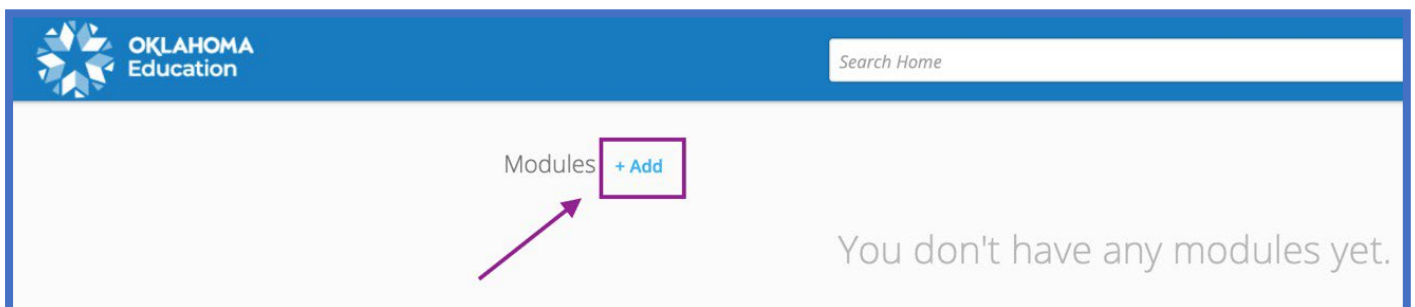 OKLAHOMA
Education
Search Home
Modules + Add
You don't have any modules yet.